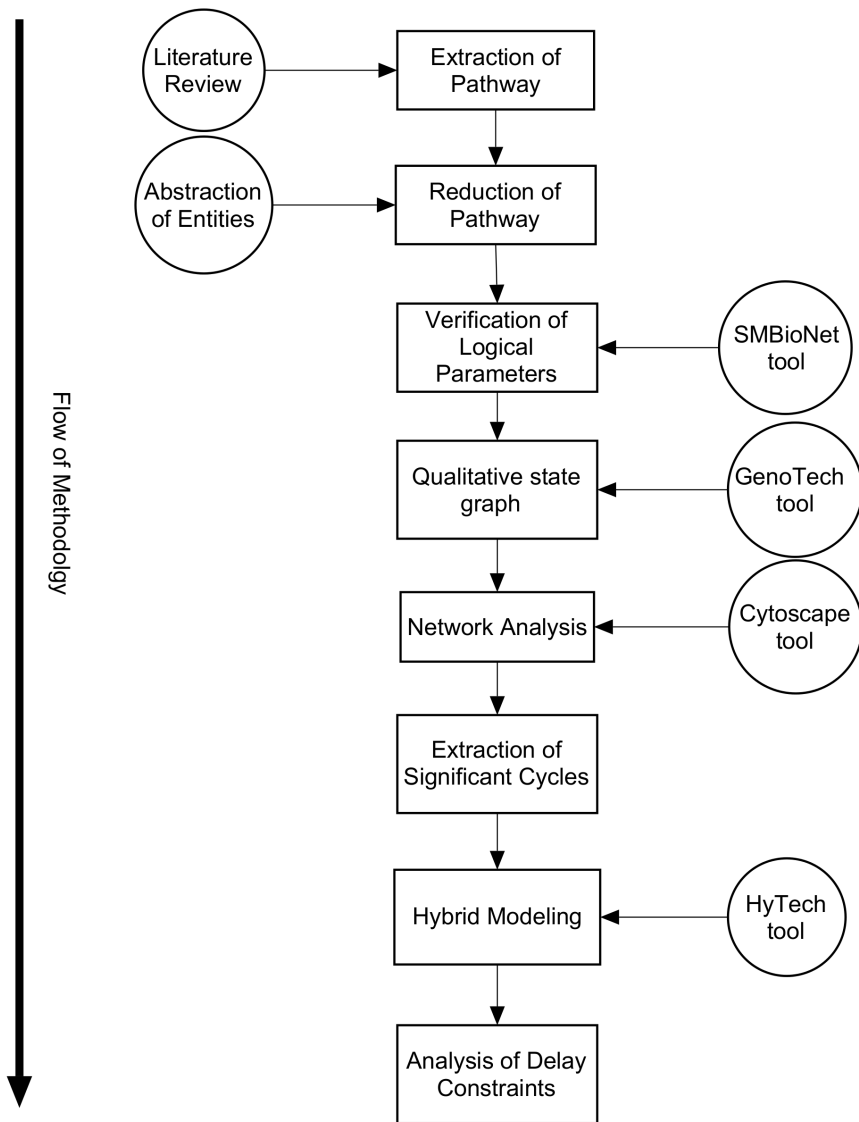 Literature
Review
Extraction of
Pathway
Abstraction
of Entities
Reduction of
Pathway
Verification of
Logical
Parameters
SMBioNet
tool
Flow of Methodolgy
Qualitative state
graph
GenoTech
tool
Network Analysis
Cytoscape
tool
Extraction of
Significant Cycles
Hybrid Modeling
HyTech
tool
Analysis of Delay
Constraints